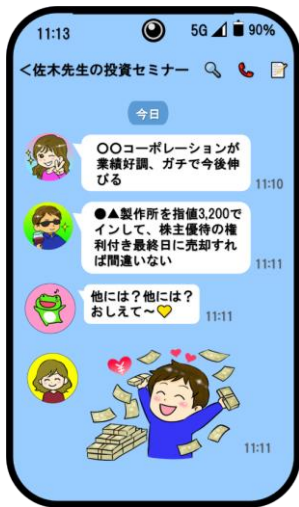 11:13 5G 90%
<佐木先生の投資セミナー
今日
〇〇コーポレーションが
業績好調、ガチで今後伸
びる
11:10
●▲製作所を指値3,200で
インして、株主優待の権
利付き最終日に売却すれ
ば間違いない
11:11
他には？他には？
おしえて～💛
11:11
¥
11:11